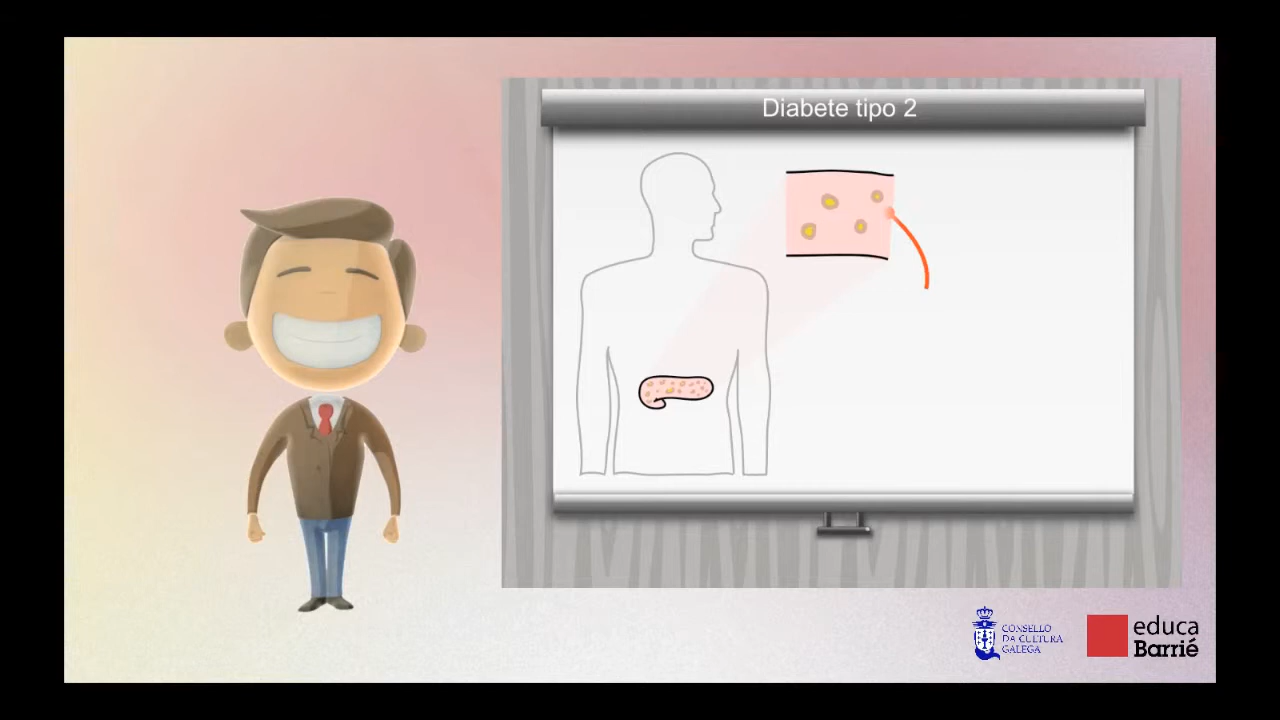 Diabete tipo 2
CONSELLO
DA CULTURA
GALEGA
educa
Barrié